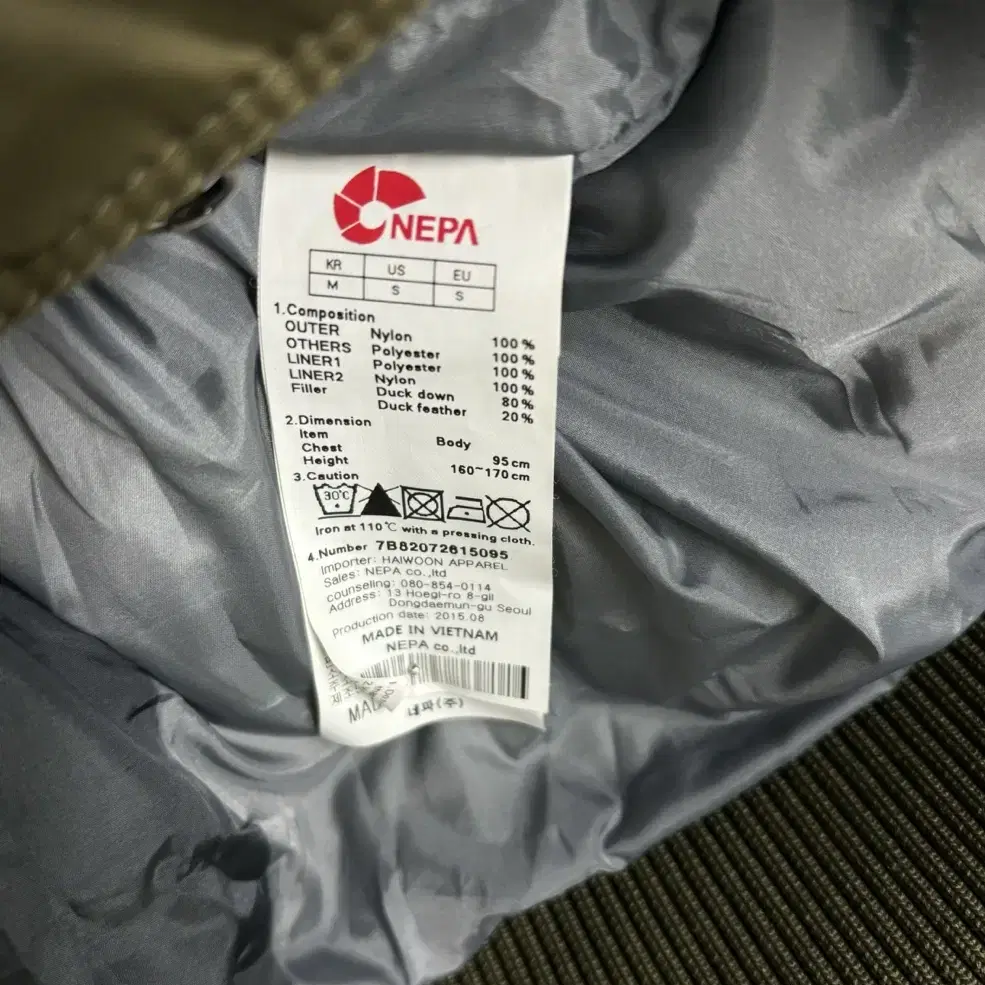 NEPA
KR US EU
M S S
1.Composition
OUTER Nylon 100%
OTHERS Polyester 100%
LINER1 Polyester 100%
LINER2 Nylon 100%
Filler Duck down 80%
Duck feather 20%
2.Dimension
Item Body
Chest 95cm
Height 160~170cm
3.Caution
30℃
Iron at 110℃ with a pressing cloth.
4.Number 7B82072615095
Importer: HAIWOON APPAREL
Sales: NEPA co.,ltd
counseling: 080-854-0114
Address: 13 Hoegi-ro 8-gil
Dongdaemun-gu Seoul
Production date: 2015.08
MADE IN VIETNAM
NEPA co.,ltd
네파(주)